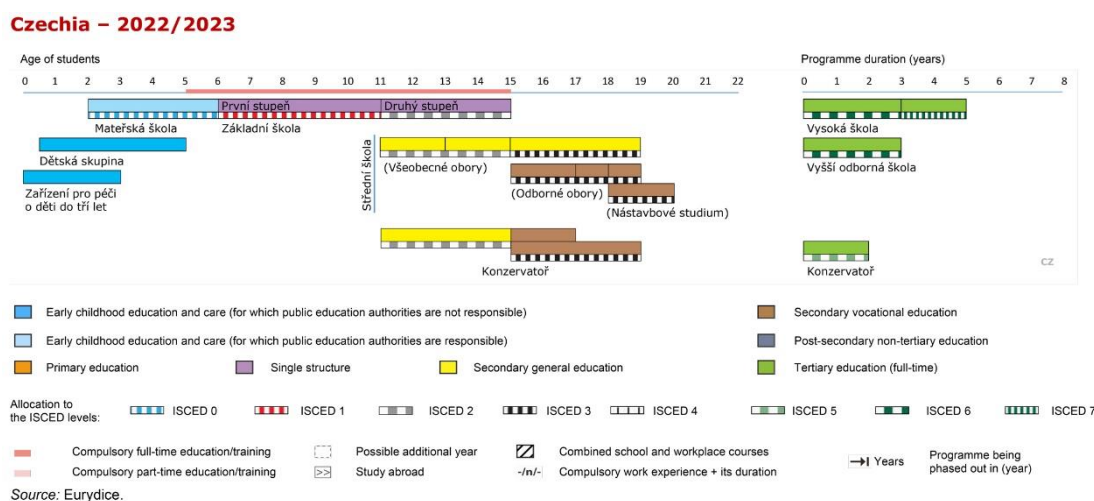 Czechia – 2022/2023
Age of students
Programme duration (years)
0 1 2 3 4 5 6 7 8 9 10 11 12 13 14 15 16 17 18 19 20 21 22
0 1 2 3 4 5 6 7 8
První stupeň Druhý stupeň
Mateřská škola Základní škola
Vysoká škola
Dětská skupina
Střední škola
(Všeobecné obory)
Vyšší odborná škola
Zařízení pro péči
o děti do tří let
(Odborné obory)
(Nástavbové studium)
Konzervatoř
Konzervatoř
CZ
Early childhood education and care (for which public education authorities are not responsible)
Secondary vocational education
Early childhood education and care (for which public education authorities are responsible)
Post-secondary non-tertiary education
Primary education Single structure Secondary general education Tertiary education (full-time)
Allocation to
the ISCED levels:
ISCED 0 ISCED 1 ISCED 2 ISCED 3 ISCED 4 ISCED 5 ISCED 6 ISCED 7
Compulsory full-time education/training Possible additional year Combined school and workplace courses
Compulsory part-time education/training >> Study abroad -/n/- Compulsory work experience + its duration
Years Programme being
phased out in (year)
Source: Eurydice.